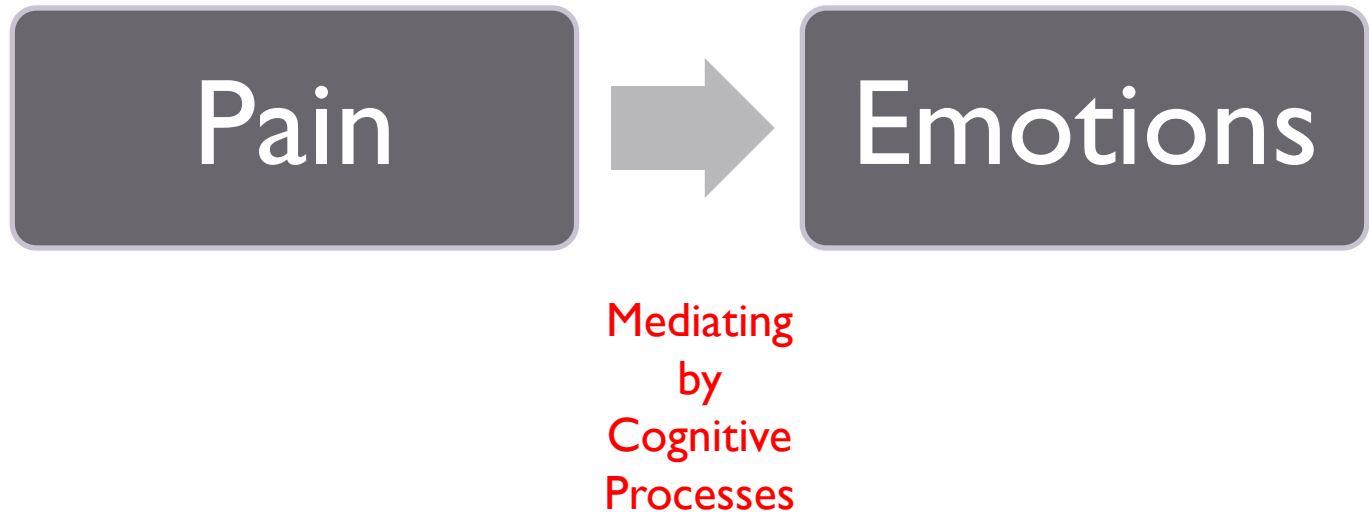 Pain
Emotions
Mediating
by
Cognitive
Processes